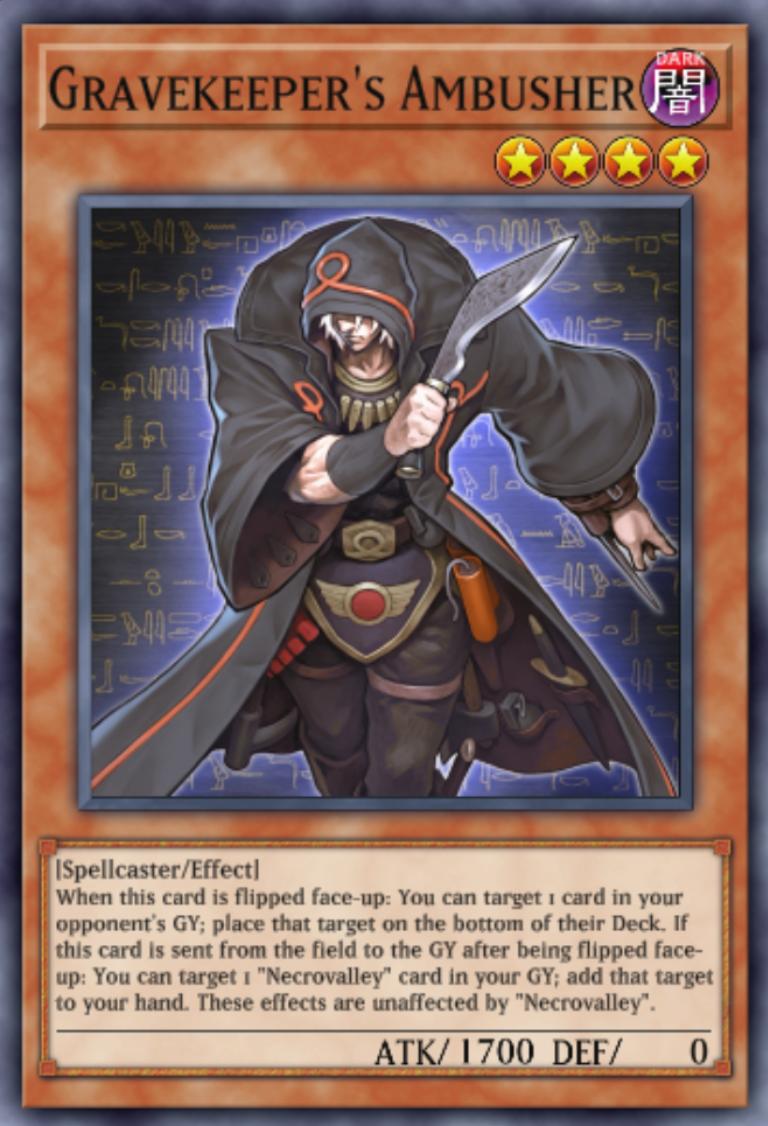 GRAVEKEEPER'S AMBUSHER
DARK
闇
[Spellcaster/Effect]
When this card is flipped face-up: You can target 1 card in your
opponent's GY; place that target on the bottom of their Deck. If
this card is sent from the field to the GY after being flipped face-
up: You can target 1 "Necrovalley" card in your GY; add that target
to your hand. These effects are unaffected by "Necrovalley".
ATK/ 1700 DEF/ 0